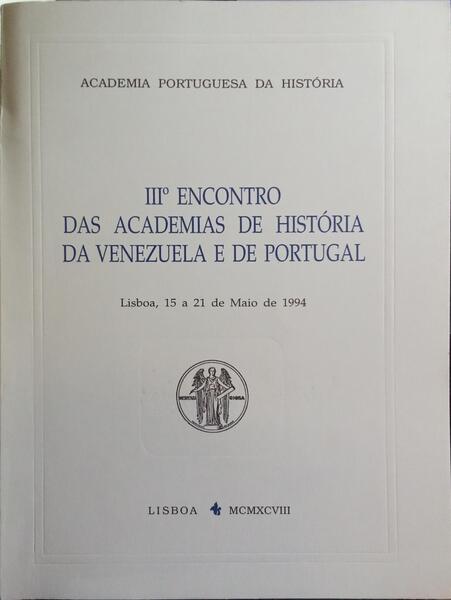 ACADEMIA PORTUGUESA DA HISTÓRIA
IIIº ENCONTRO
DAS ACADEMIAS DE HISTÓRIA
DA VENEZUELA E DE PORTUGAL
Lisboa, 15 a 21 de Maio de 1994
LISBOA MCMXCVIII